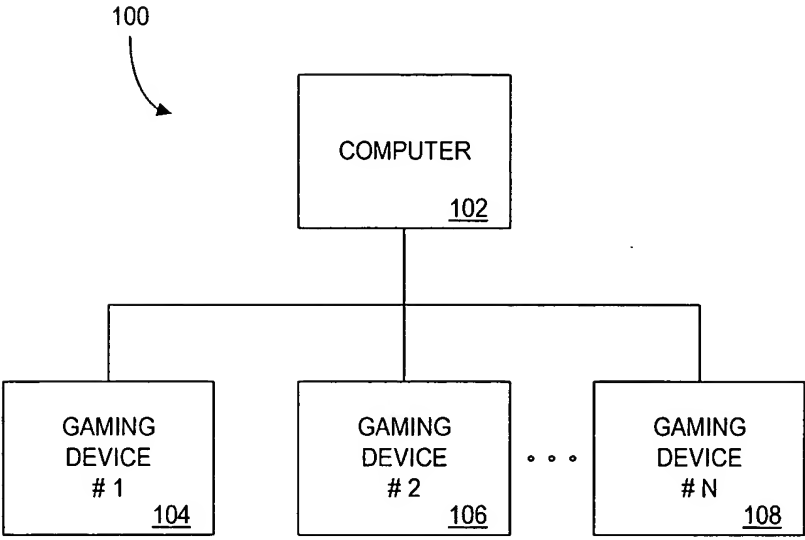 100
COMPUTER
102
GAMING
DEVICE
# 1
104
GAMING
DEVICE
# 2
106
GAMING
DEVICE
# N
108